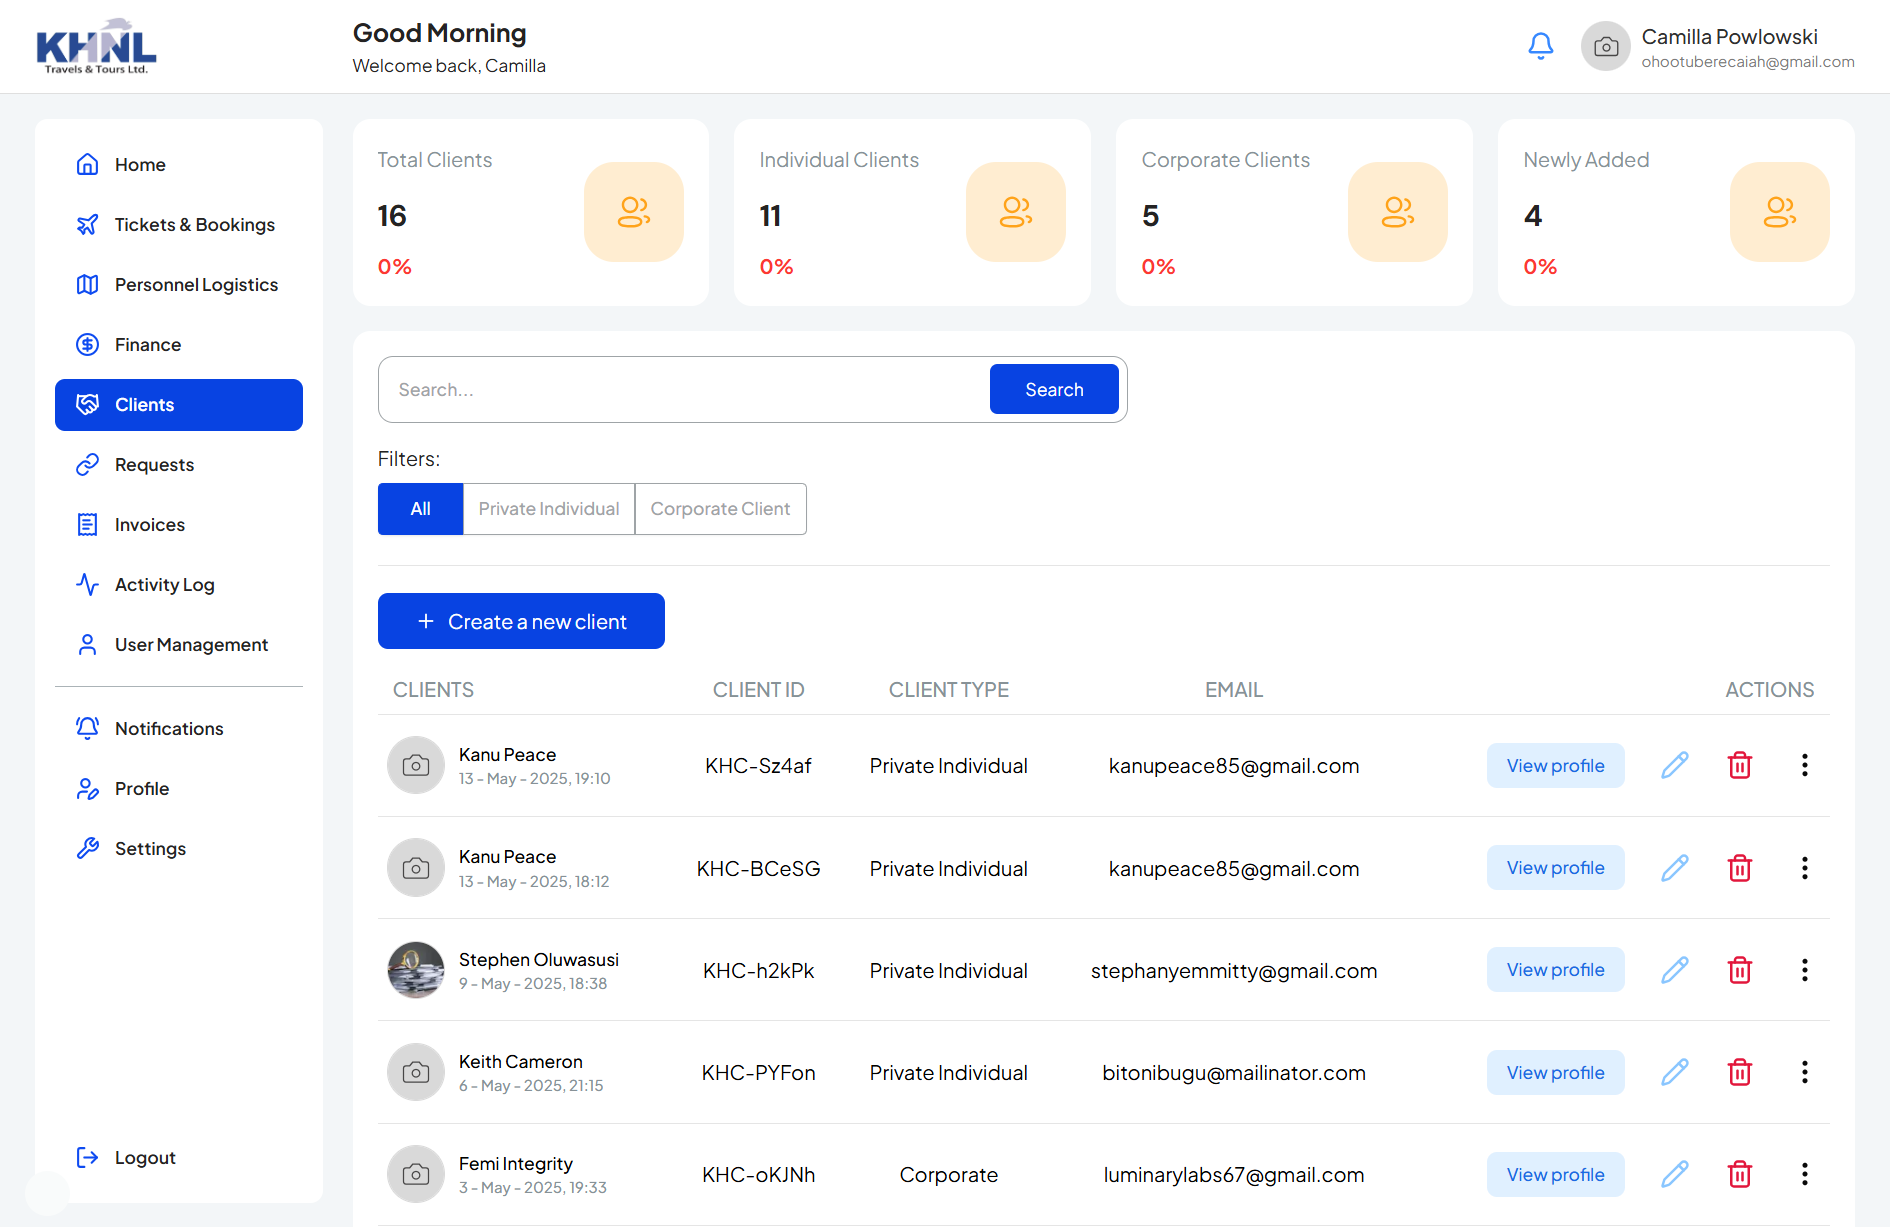 KHNL
Travels & Tours Ltd.
Good Morning
Welcome back, Camilla
Camilla Powlowski
ohootuberecaiah@gmail.com
Home
Tickets & Bookings
Personnel Logistics
Finance
Clients
Requests
Invoices
Activity Log
User Management
Notifications
Profile
Settings
Logout
Total Clients
16
0%
Individual Clients
11
0%
Corporate Clients
5
0%
Newly Added
4
0%
Search...
Search
Filters:
All
Private Individual
Corporate Client
+ Create a new client
CLIENTS CLIENT ID CLIENT TYPE EMAIL ACTIONS
Kanu Peace
13 - May - 2025, 19:10
KHC-Sz4af Private Individual kanupeace85@gmail.com View profile
Kanu Peace
13 - May - 2025, 18:12
KHC-BCeSG Private Individual kanupeace85@gmail.com View profile
Stephen Oluwasusi
9 - May - 2025, 18:38
KHC-h2kPk Private Individual stephanyemmitty@gmail.com View profile
Keith Cameron
6 - May - 2025, 21:15
KHC-PYFon Private Individual bitonibugu@mailinator.com View profile
Femi Integrity
3 - May - 2025, 19:33
KHC-oKJNh Corporate luminarylabs67@gmail.com View profile